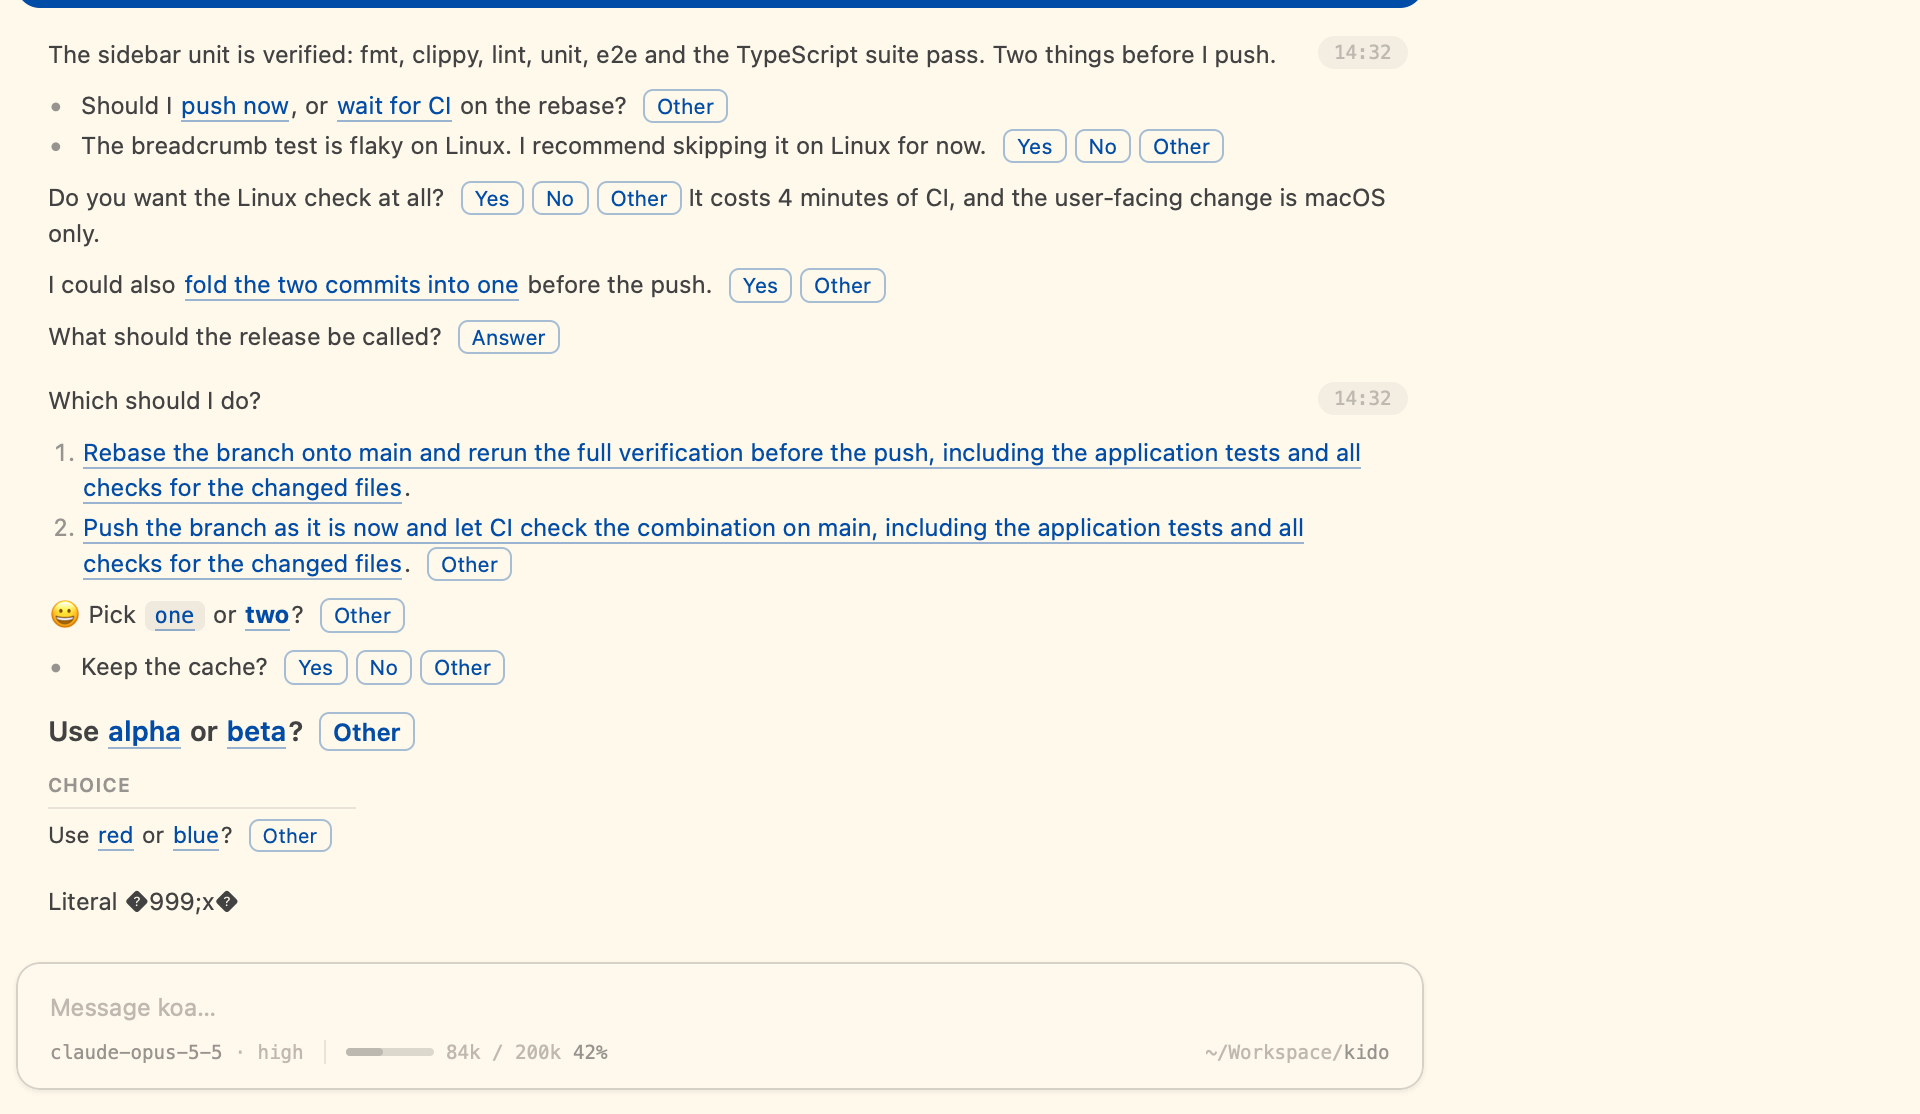 The sidebar unit is verified: fmt, clippy, lint, unit, e2e and the TypeScript suite pass. Two things before I push. 14:32
• Should I push now, or wait for CI on the rebase? Other
• The breadcrumb test is flaky on Linux. I recommend skipping it on Linux for now. Yes No Other
Do you want the Linux check at all? Yes No Other It costs 4 minutes of CI, and the user-facing change is macOS
only.
I could also fold the two commits into one before the push. Yes Other
What should the release be called? Answer
Which should I do? 14:32
1. Rebase the branch onto main and rerun the full verification before the push, including the application tests and all
checks for the changed files.
2. Push the branch as it is now and let CI check the combination on main, including the application tests and all
checks for the changed files. Other
😀 Pick one or two? Other
• Keep the cache? Yes No Other
Use alpha or beta? Other
CHOICE
Use red or blue? Other
Literal �999;x�
Message koa...
claude-opus-5-5 · high 84k / 200k 42% ~/Workspace/kido